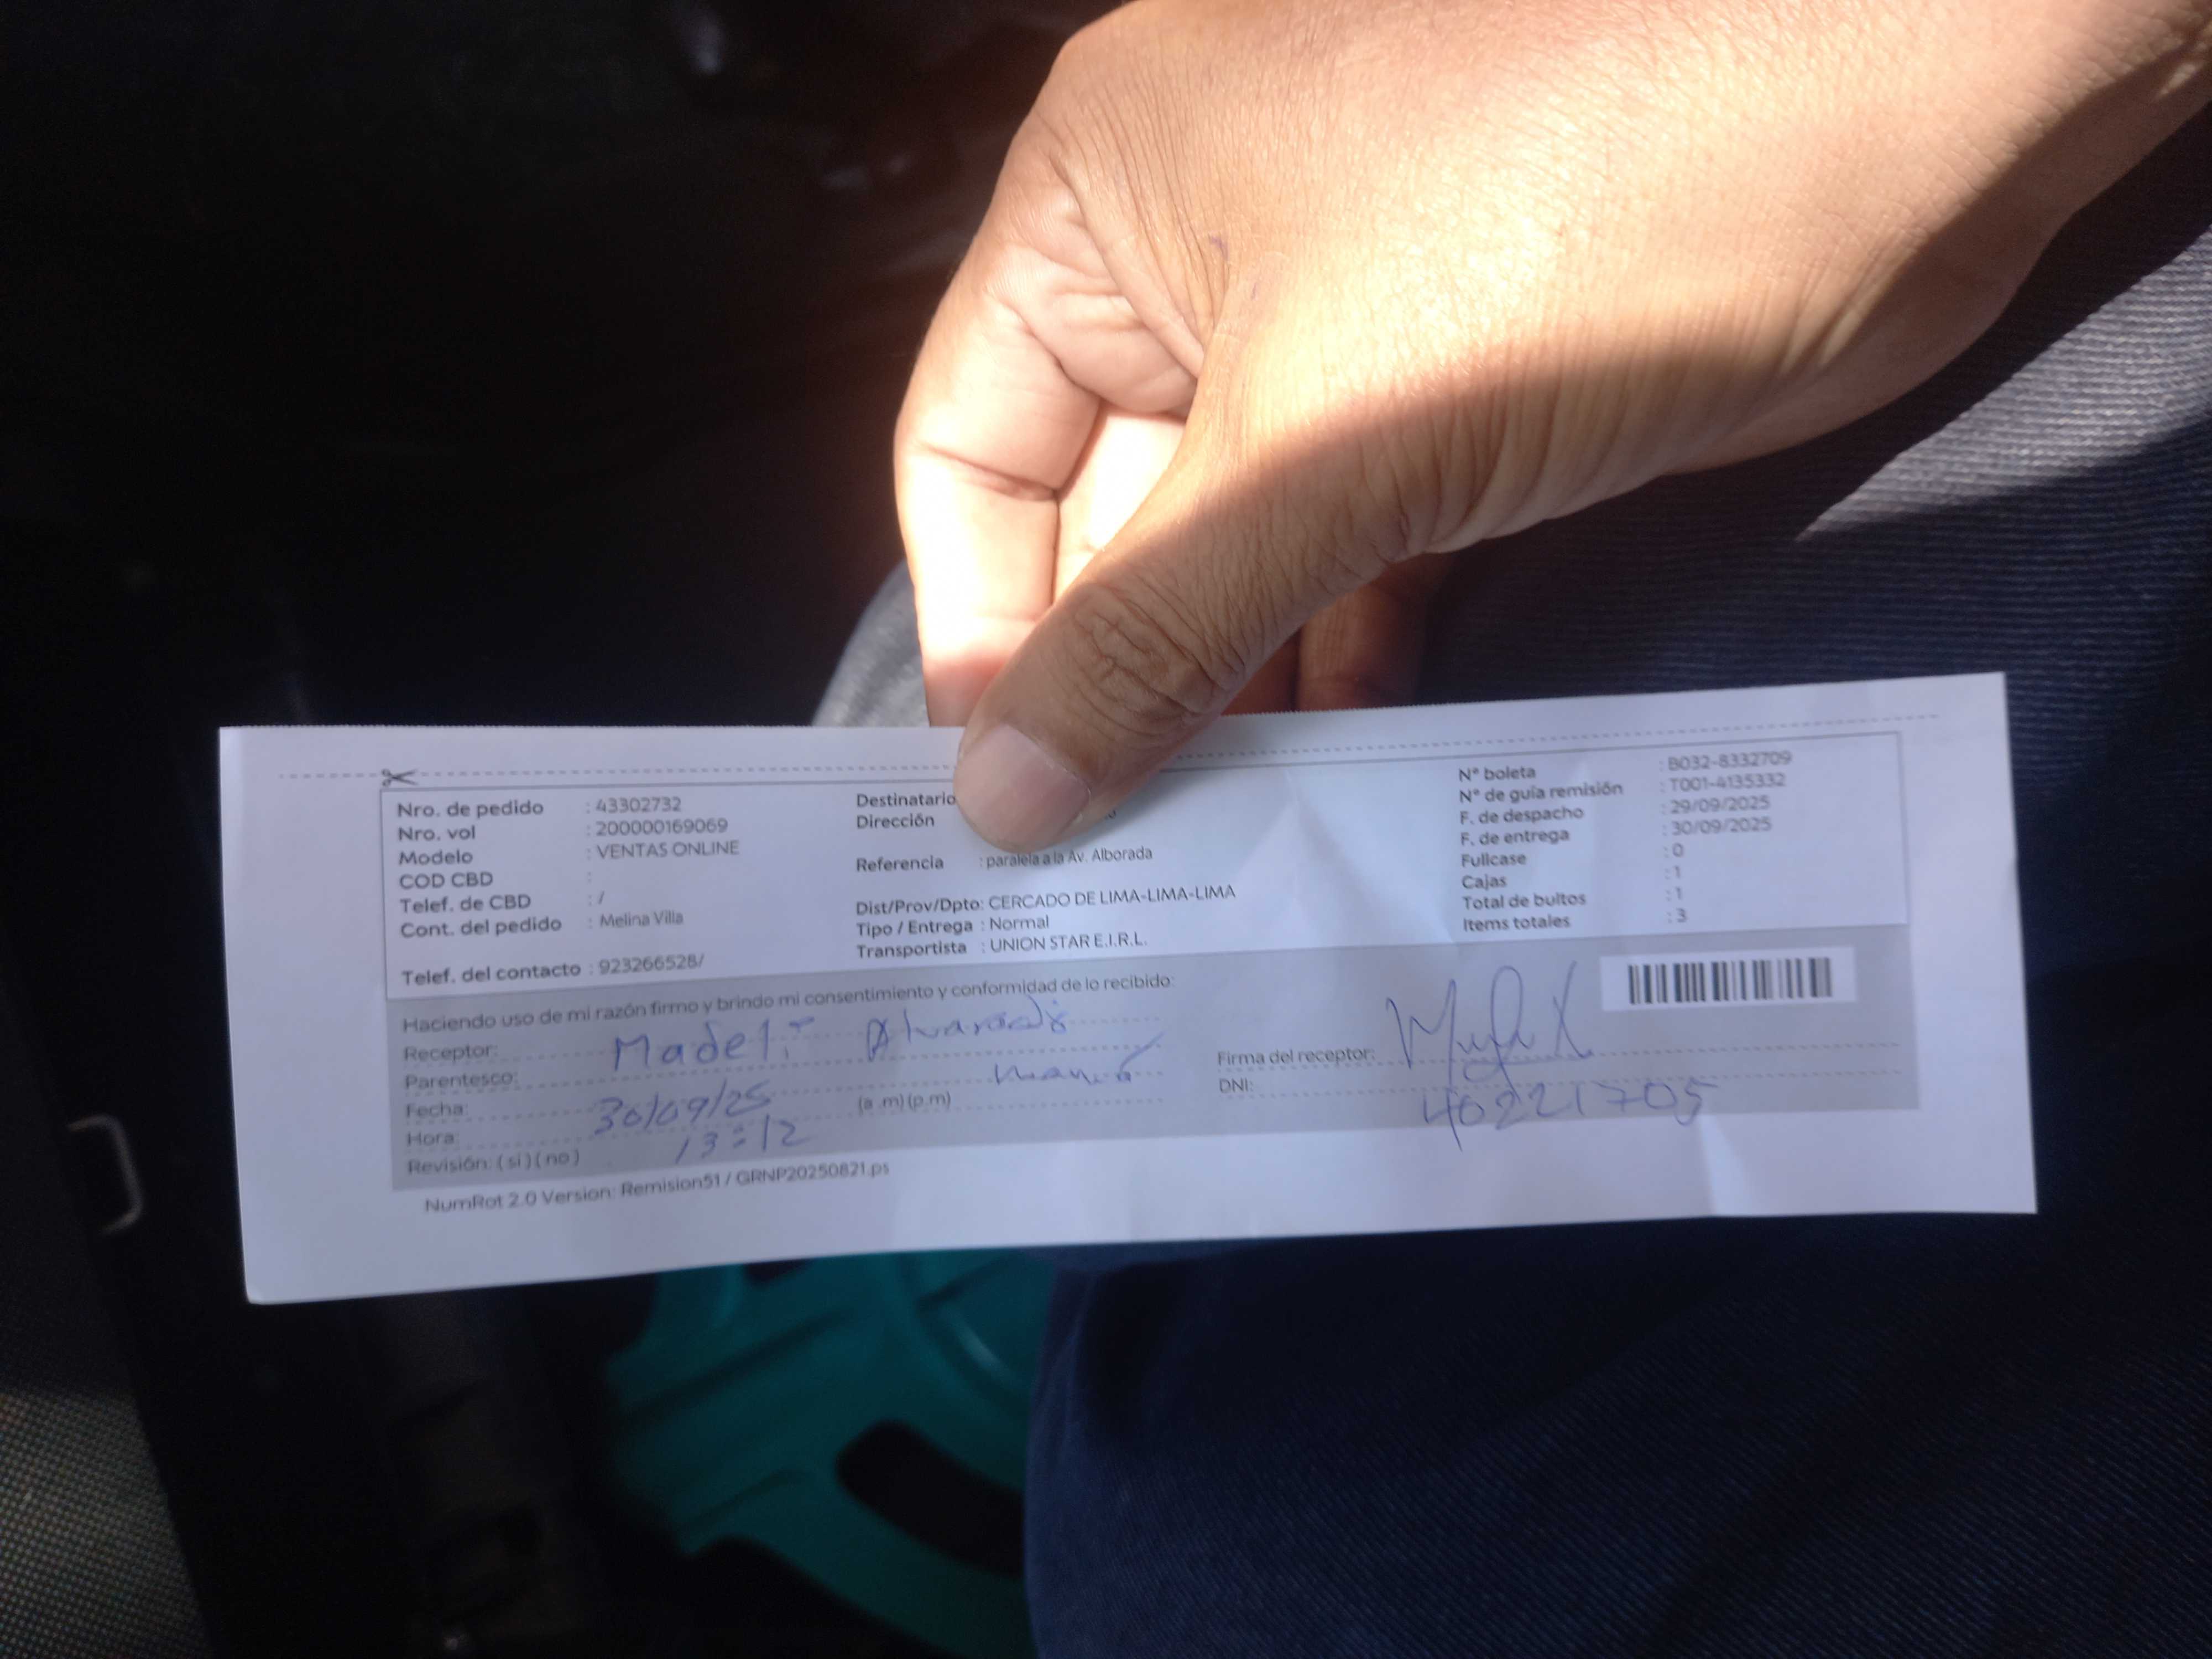 Nro. de pedido : 43302732
Nro. vol : 200000169069
Modelo : VENTAS ONLINE
COD CBD :
Telef. de CBD : /
Cont. del pedido : Melina Villa
Telef. del contacto : 923266528/
Destinatario
Dirección
Referencia : paralela a la Av. Alborada
Dist/Prov/Dpto: CERCADO DE LIMA-LIMA-LIMA
Tipo / Entrega : Normal
Transportista : UNION STAR E.I.R.L.
N° boleta : B032-8332709
N° de guía remisión : T001-4135332
F. de despacho : 29/09/2025
F. de entrega : 30/09/2025
Fullcase : 0
Cajas : 1
Total de bultos : 1
Items totales : 3
Haciendo uso de mi razón firmo y brindo mi consentimiento y conformidad de lo recibido:
Receptor: Madeli Alvarado
Parentesco:
Fecha: 30/09/25 (a .m) (p.m)
Hora: 13:12
Revisión: ( si ) ( no )
Firma del receptor:
DNI: 40221705
NumRot 2.0 Version: Remision51 / GRNP20250821.ps